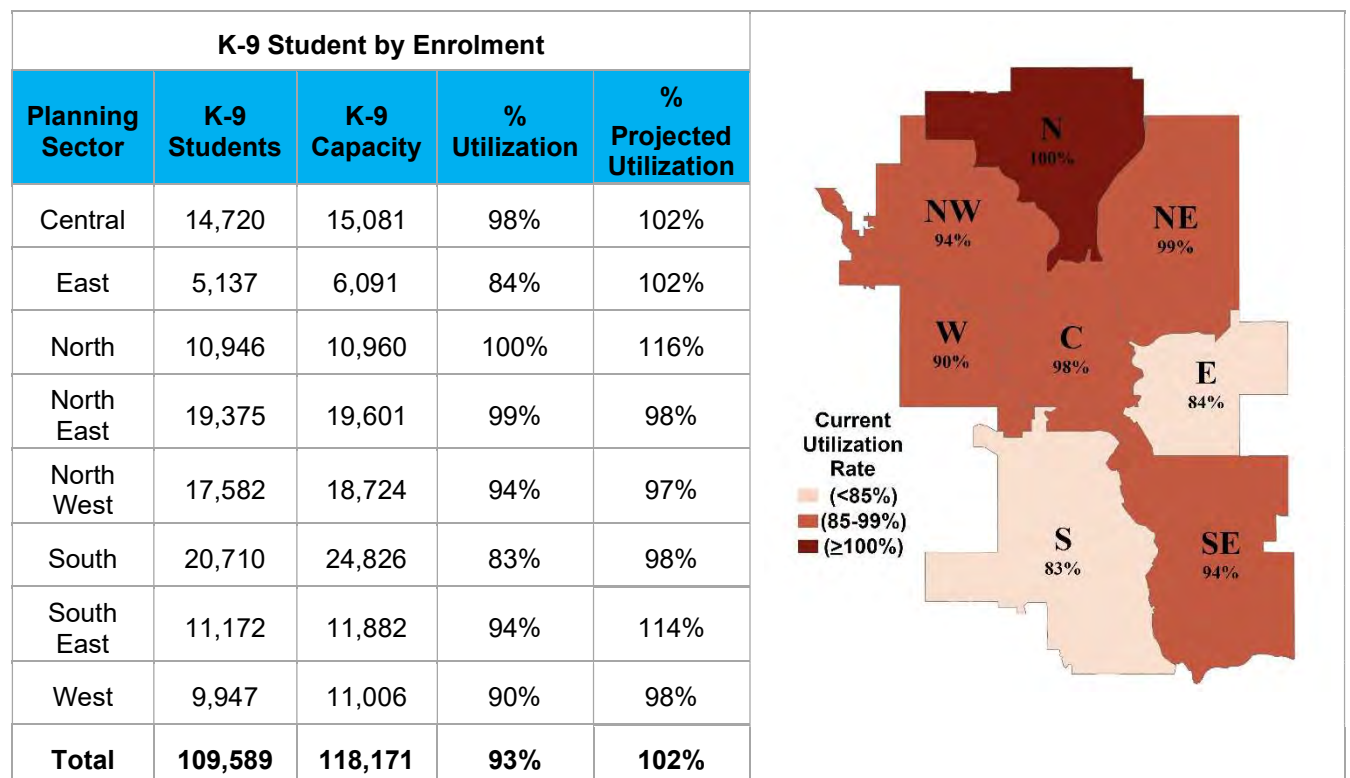 K-9 Student by Enrolment
Planning Sector K-9 Students K-9 Capacity % Utilization % Projected Utilization
Central 14,720 15,081 98% 102%
East 5,137 6,091 84% 102%
North 10,946 10,960 100% 116%
North East 19,375 19,601 99% 98%
North West 17,582 18,724 94% 97%
South 20,710 24,826 83% 98%
South East 11,172 11,882 94% 114%
West 9,947 11,006 90% 98%
Total 109,589 118,171 93% 102%
N
100%
NW
94%
NE
99%
W
90%
C
98%
E
84%
S
83%
SE
94%
Current
Utilization
Rate
(<85%)
(85-99%)
(≥100%)